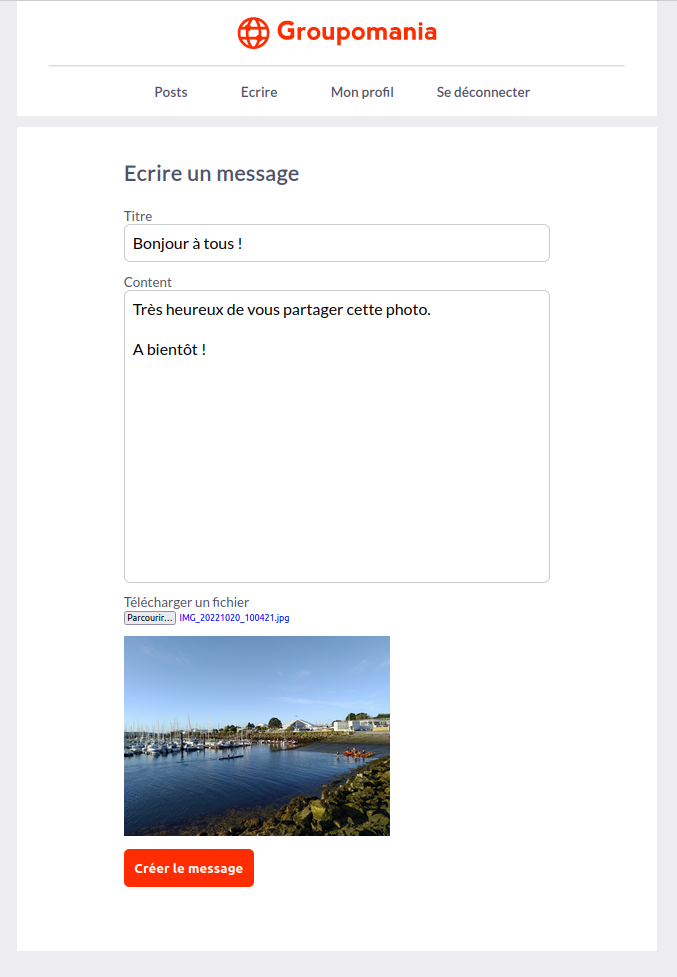 Groupomania
Posts Ecrire Mon profil Se déconnecter
Ecrire un message
Titre
Bonjour à tous !
Content
Très heureux de vous partager cette photo.
A bientôt !
Télécharger un fichier
Parcourir... IMG_20221020_100421.jpg
Créer le message